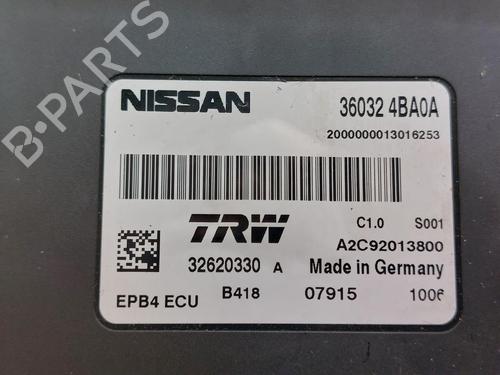 NISSAN
36032 4BA0A
2000000013016253
TRW
C1.0 S001
A2C92013800
32620330 A
Made in Germany
EPB4 ECU
B418
07915
1006
B-PARTS